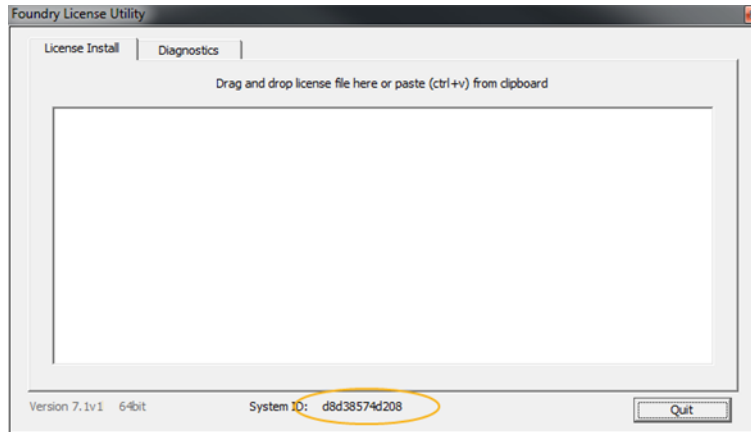 Foundry License Utility
License Install Diagnostics
Drag and drop license file here or paste (ctrl+v) from clipboard
Version 7.1v1 64bit System ID: d8d38574d208 Quit